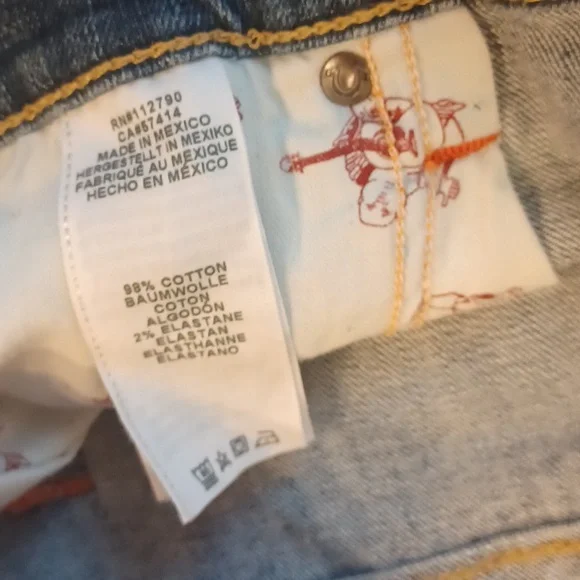 RN#112790
CA#57414
MADE IN MEXICO
HERGESTELLT IN MEXIKO
FABRIQUÉ AU MEXIQUE
HECHO EN MÉXICO
98% COTTON
BAUMWOLLE
COTON
ALGODÓN
2% ELASTANE
ELASTAN
ELASTHANNE
ELASTANO